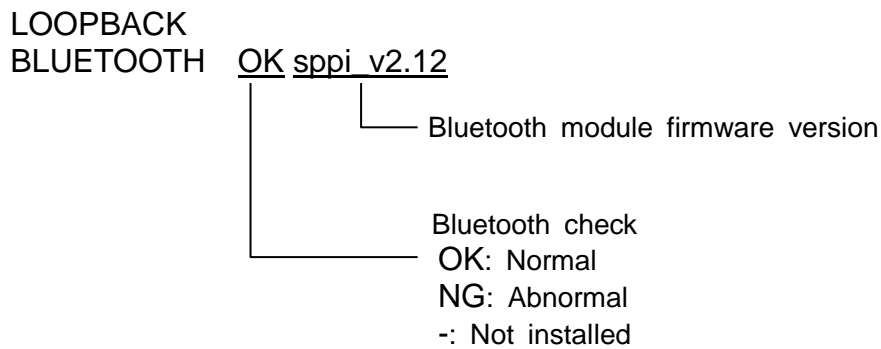 LOOPBACK
BLUETOOTH OK sppi_v2.12
Bluetooth module firmware version
Bluetooth check
OK: Normal
NG: Abnormal
-: Not installed